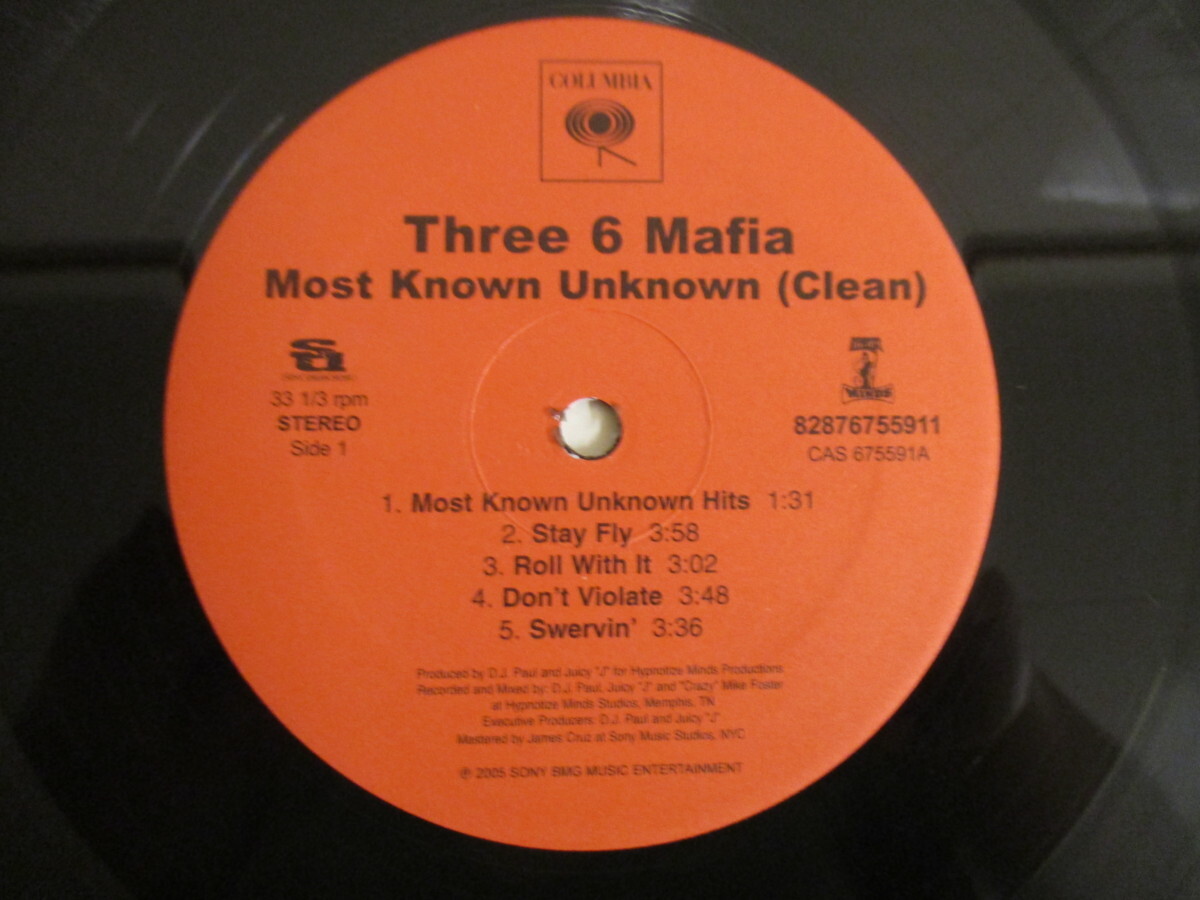 COLUMBIA
Three 6 Mafia
Most Known Unknown (Clean)
33 1/3 rpm
STEREO
Side 1
MINDS
82876755911
CAS 675591A
1. Most Known Unknown Hits 1:31
2. Stay Fly 3:58
3. Roll With It 3:02
4. Don't Violate 3:48
5. Swervin' 3:36
Produced by D.J. Paul and Juicy "J" for Hypnotize Minds Productions
Recorded and Mixed by: D.J. Paul, Juicy "J" and "Crazy" Mike Foster
at Hypnotize Minds Studios, Memphis, TN
Executive Producers: D.J. Paul and Juicy "J"
Mastered by James Cruz at Sony Music Studios, NYC
℗ 2005 SONY BMG MUSIC ENTERTAINMENT